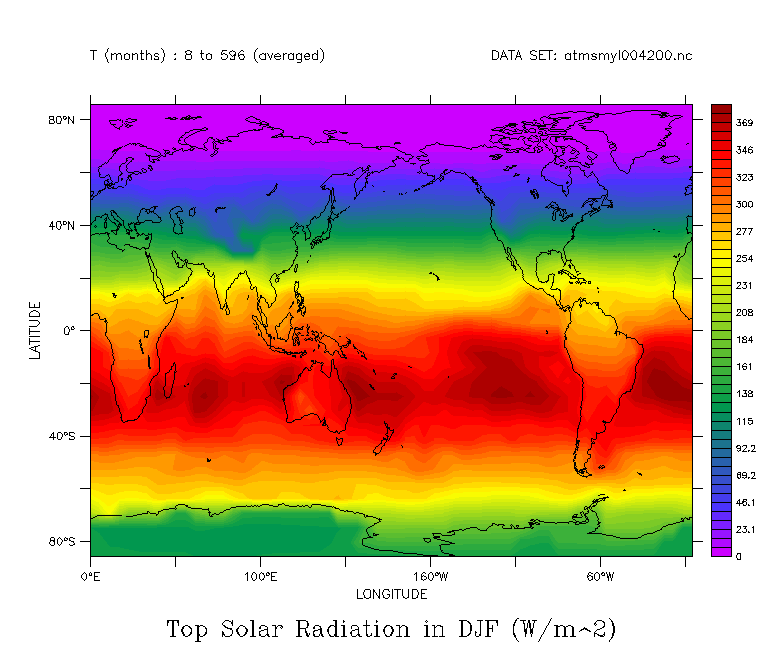 T (months) : 8 to 596 (averaged) DATA SET: atmsmyl004200.nc
80°N
40°N
0°
40°S
80°S
LATITUDE
0°E 100°E 160°W 60°W
LONGITUDE
369
346
323
300
277
254
231
208
184
161
138
115
92.2
69.2
46.1
23.1
0
Top Solar Radiation in DJF (W/m^2)